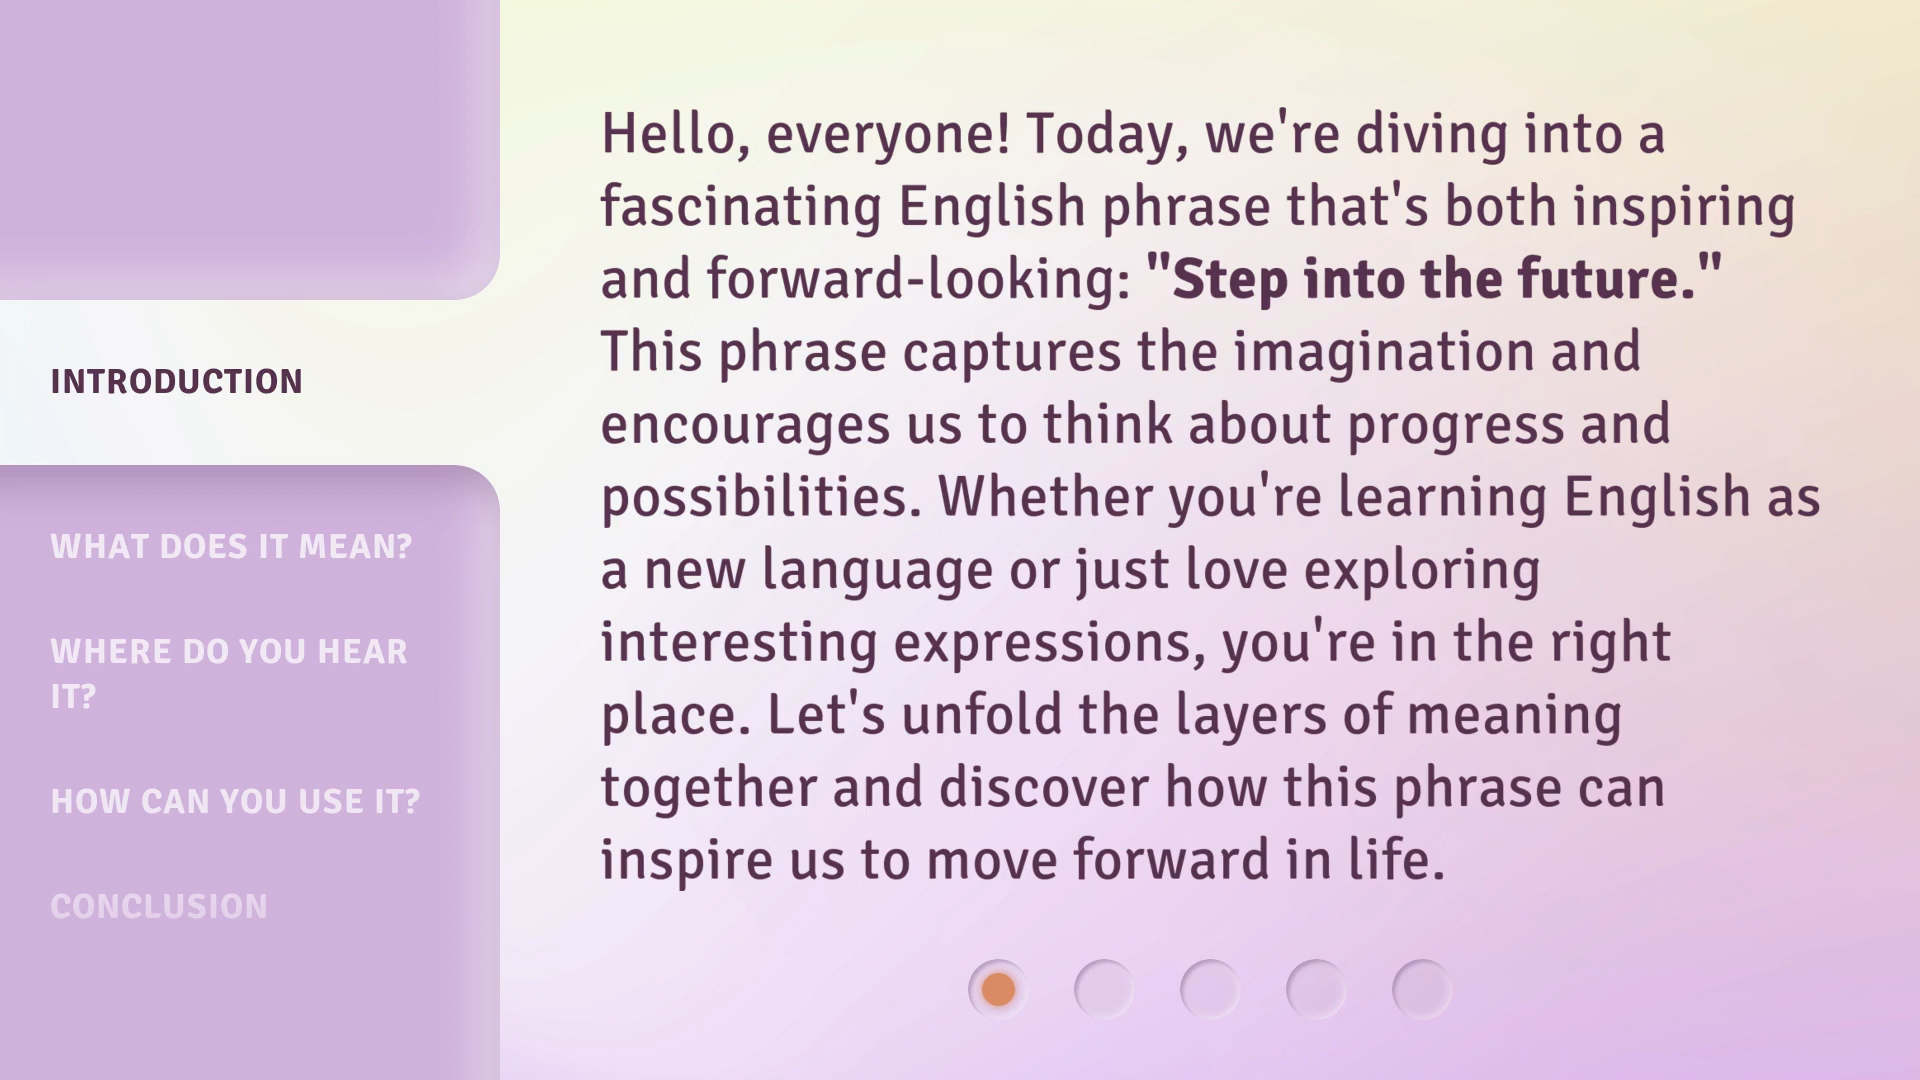 INTRODUCTION
WHAT DOES IT MEAN?
WHERE DO YOU HEAR
IT?
HOW CAN YOU USE IT?
CONCLUSION
Hello, everyone! Today, we're diving into a
fascinating English phrase that's both inspiring
and forward-looking: "Step into the future."
This phrase captures the imagination and
encourages us to think about progress and
possibilities. Whether you're learning English as
a new language or just love exploring
interesting expressions, you're in the right
place. Let's unfold the layers of meaning
together and discover how this phrase can
inspire us to move forward in life.